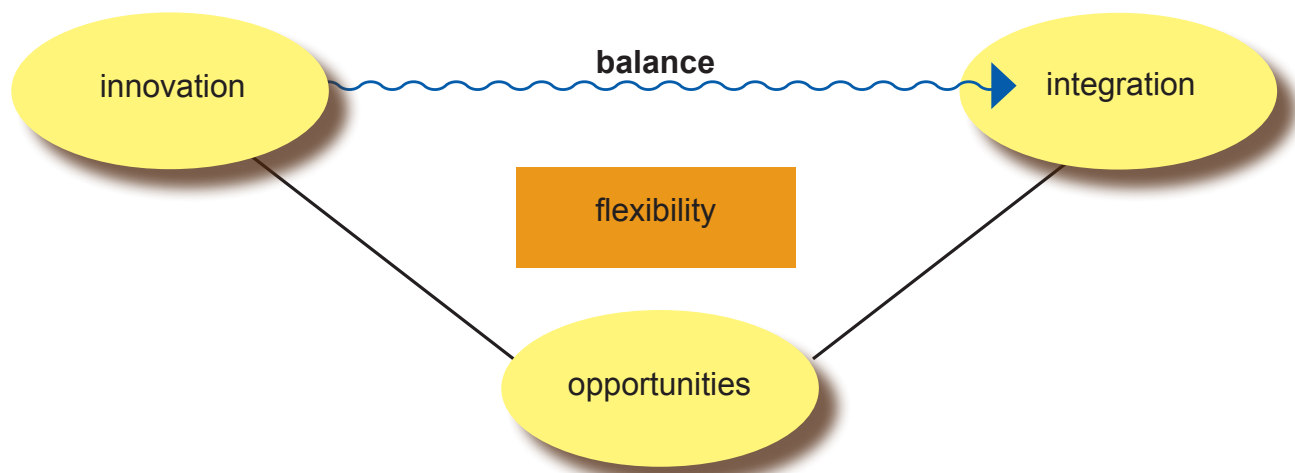 balance
innovation
integration
flexibility
opportunities